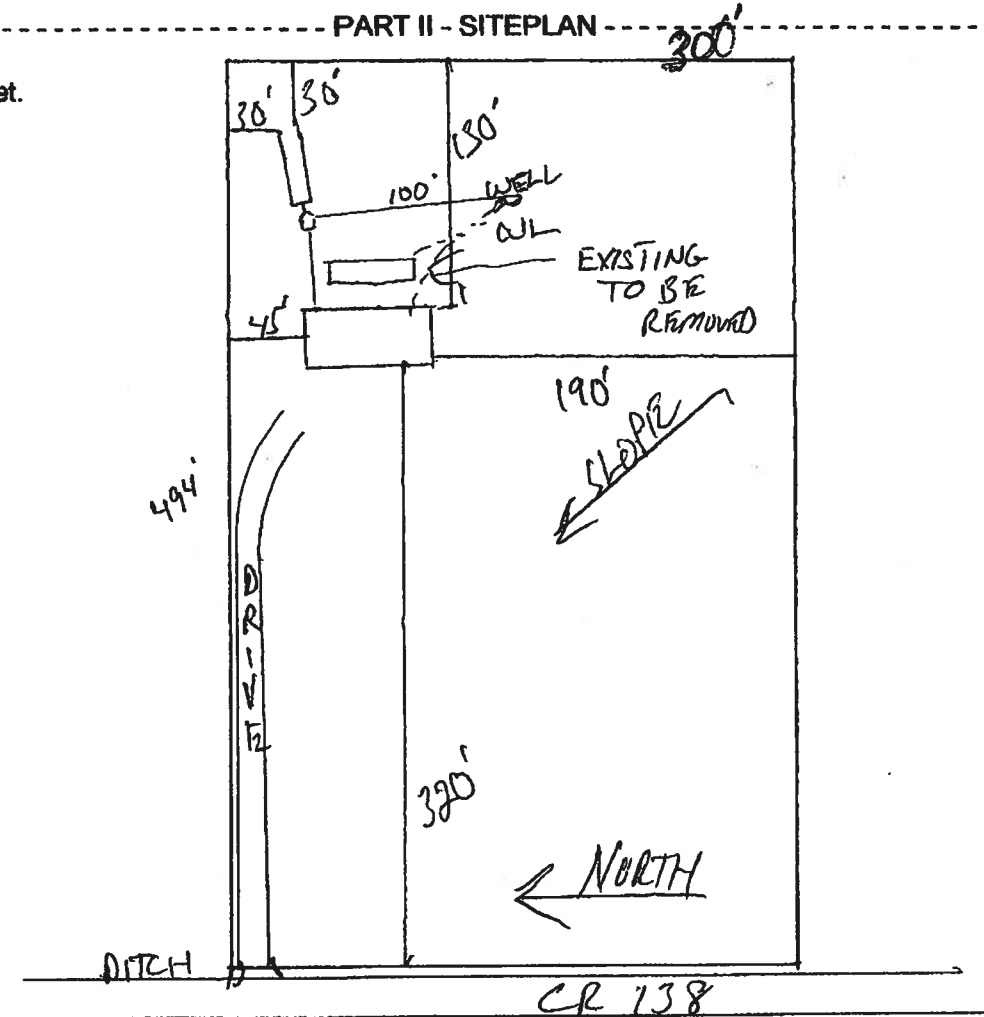 PART II - SITEPLAN
300'
et.
30'
30'
130'
100'
WELL
W/L
EXISTING
TO BE
REMOVED
45'
190'
SLOPE
494'
DRIVE
320'
NORTH
DITCH
CR 138